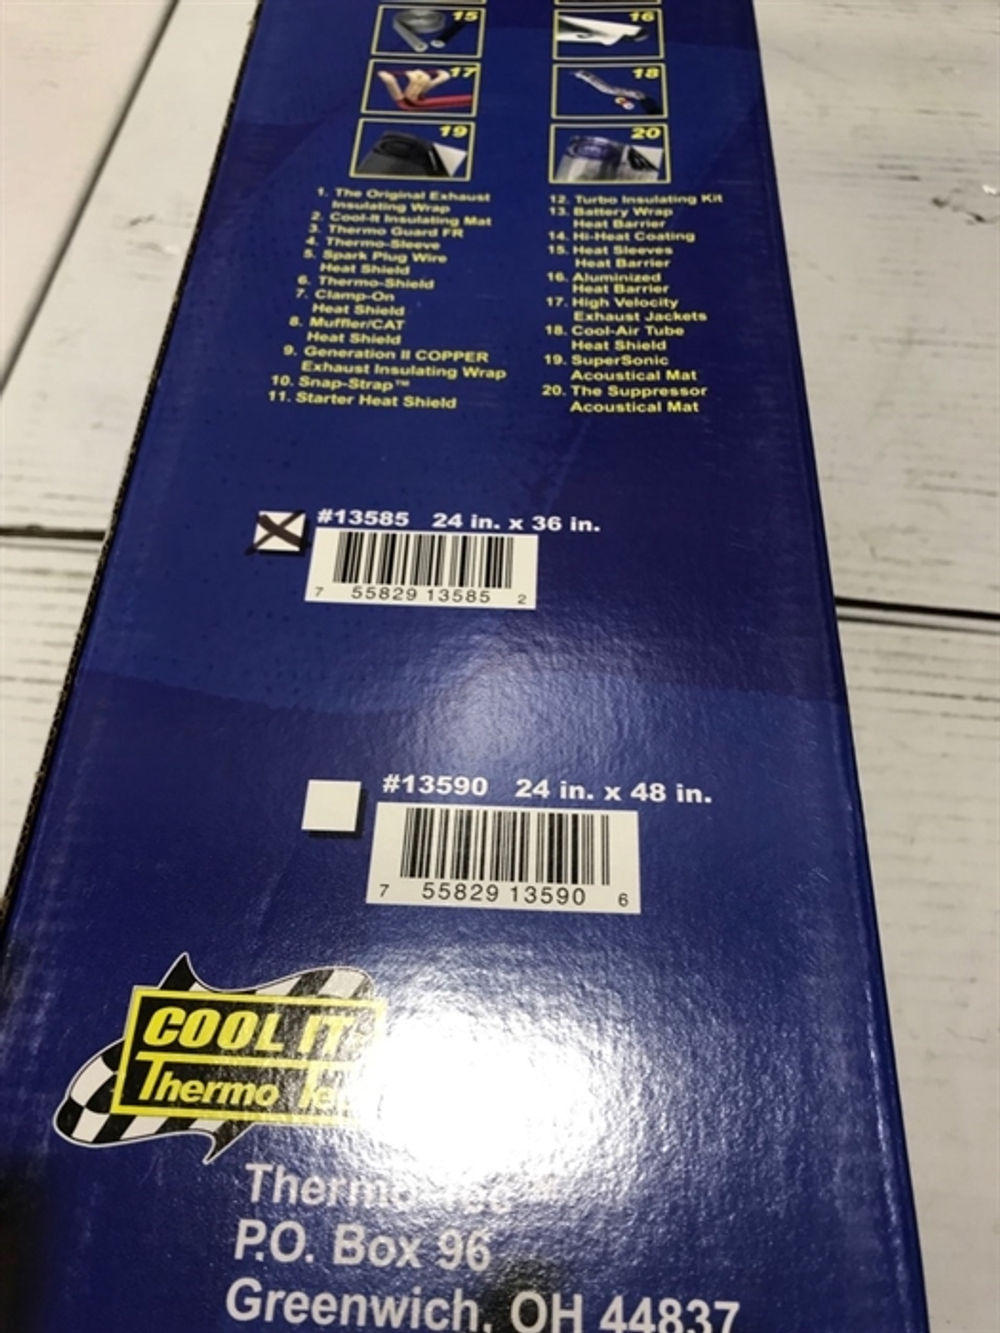 15
16
17
18
19
20
1. The Original Exhaust
Insulating Wrap
2. Cool-It Insulating Mat
3. Thermo Guard FR
4. Thermo-Sleeve
5. Spark Plug Wire
Heat Shield
6. Thermo-Shield
7. Clamp-On
Heat Shield
8. Muffler/CAT
Heat Shield
9. Generation II COPPER
Exhaust Insulating Wrap
10. Snap-Strap™
11. Starter Heat Shield
12. Turbo Insulating Kit
13. Battery Wrap
Heat Barrier
14. Hi-Heat Coating
15. Heat Sleeves
Heat Barrier
16. Aluminized
Heat Barrier
17. High Velocity
Exhaust Jackets
18. Cool-Air Tube
Heat Shield
19. SuperSonic
Acoustical Mat
20. The Suppressor
Acoustical Mat
#13585 24 in. x 36 in.
7 55829 13585 2
#13590 24 in. x 48 in.
7 55829 13590 6
COOL IT
Thermo Tec
Thermo-Tec
P.O. Box 96
Greenwich, OH 44837